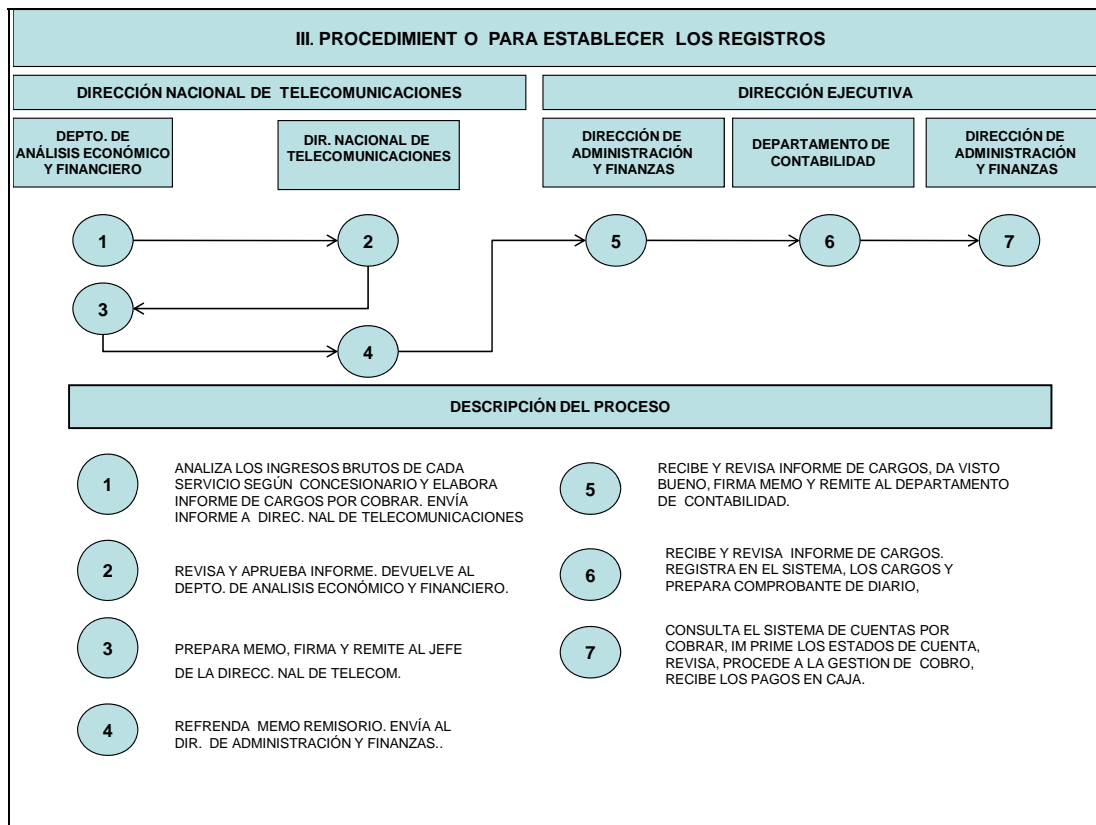 III. PROCEDIMIENT O PARA ESTABLECER LOS REGISTROS
DIRECCIÓN NACIONAL DE TELECOMUNICACIONES
DIRECCIÓN EJECUTIVA
DEPTO. DE
ANÁLISIS ECONÓMICO
Y FINANCIERO
DIR. NACIONAL DE
TELECOMUNICACIONES
DIRECCIÓN DE
ADMINISTRACIÓN
Y FINANZAS
DEPARTAMENTO DE
CONTABILIDAD
DIRECCIÓN DE
ADMINISTRACIÓN
Y FINANZAS
1
2
5
6
7
3
4
DESCRIPCIÓN DEL PROCESO
1
ANALIZA LOS INGRESOS BRUTOS DE CADA
SERVICIO SEGÚN CONCESIONARIO Y ELABORA
INFORME DE CARGOS POR COBRAR. ENVÍA
INFORME A DIREC. NAL DE TELECOMUNICACIONES
2
REVISA Y APRUEBA INFORME. DEVUELVE AL
DEPTO. DE ANALISIS ECONÓMICO Y FINANCIERO.
3
PREPARA MEMO, FIRMA Y REMITE AL JEFE
DE LA DIRECC. NAL DE TELECOM.
4
REFRENDA MEMO REMISORIO. ENVÍA AL
DIR. DE ADMINISTRACIÓN Y FINANZAS..
5
RECIBE Y REVISA INFORME DE CARGOS, DA VISTO
BUENO, FIRMA MEMO Y REMITE AL DEPARTAMENTO
DE CONTABILIDAD.
6
RECIBE Y REVISA INFORME DE CARGOS.
REGISTRA EN EL SISTEMA, LOS CARGOS Y
PREPARA COMPROBANTE DE DIARIO,
7
CONSULTA EL SISTEMA DE CUENTAS POR
COBRAR, IM PRIME LOS ESTADOS DE CUENTA,
REVISA, PROCEDE A LA GESTION DE COBRO,
RECIBE LOS PAGOS EN CAJA.